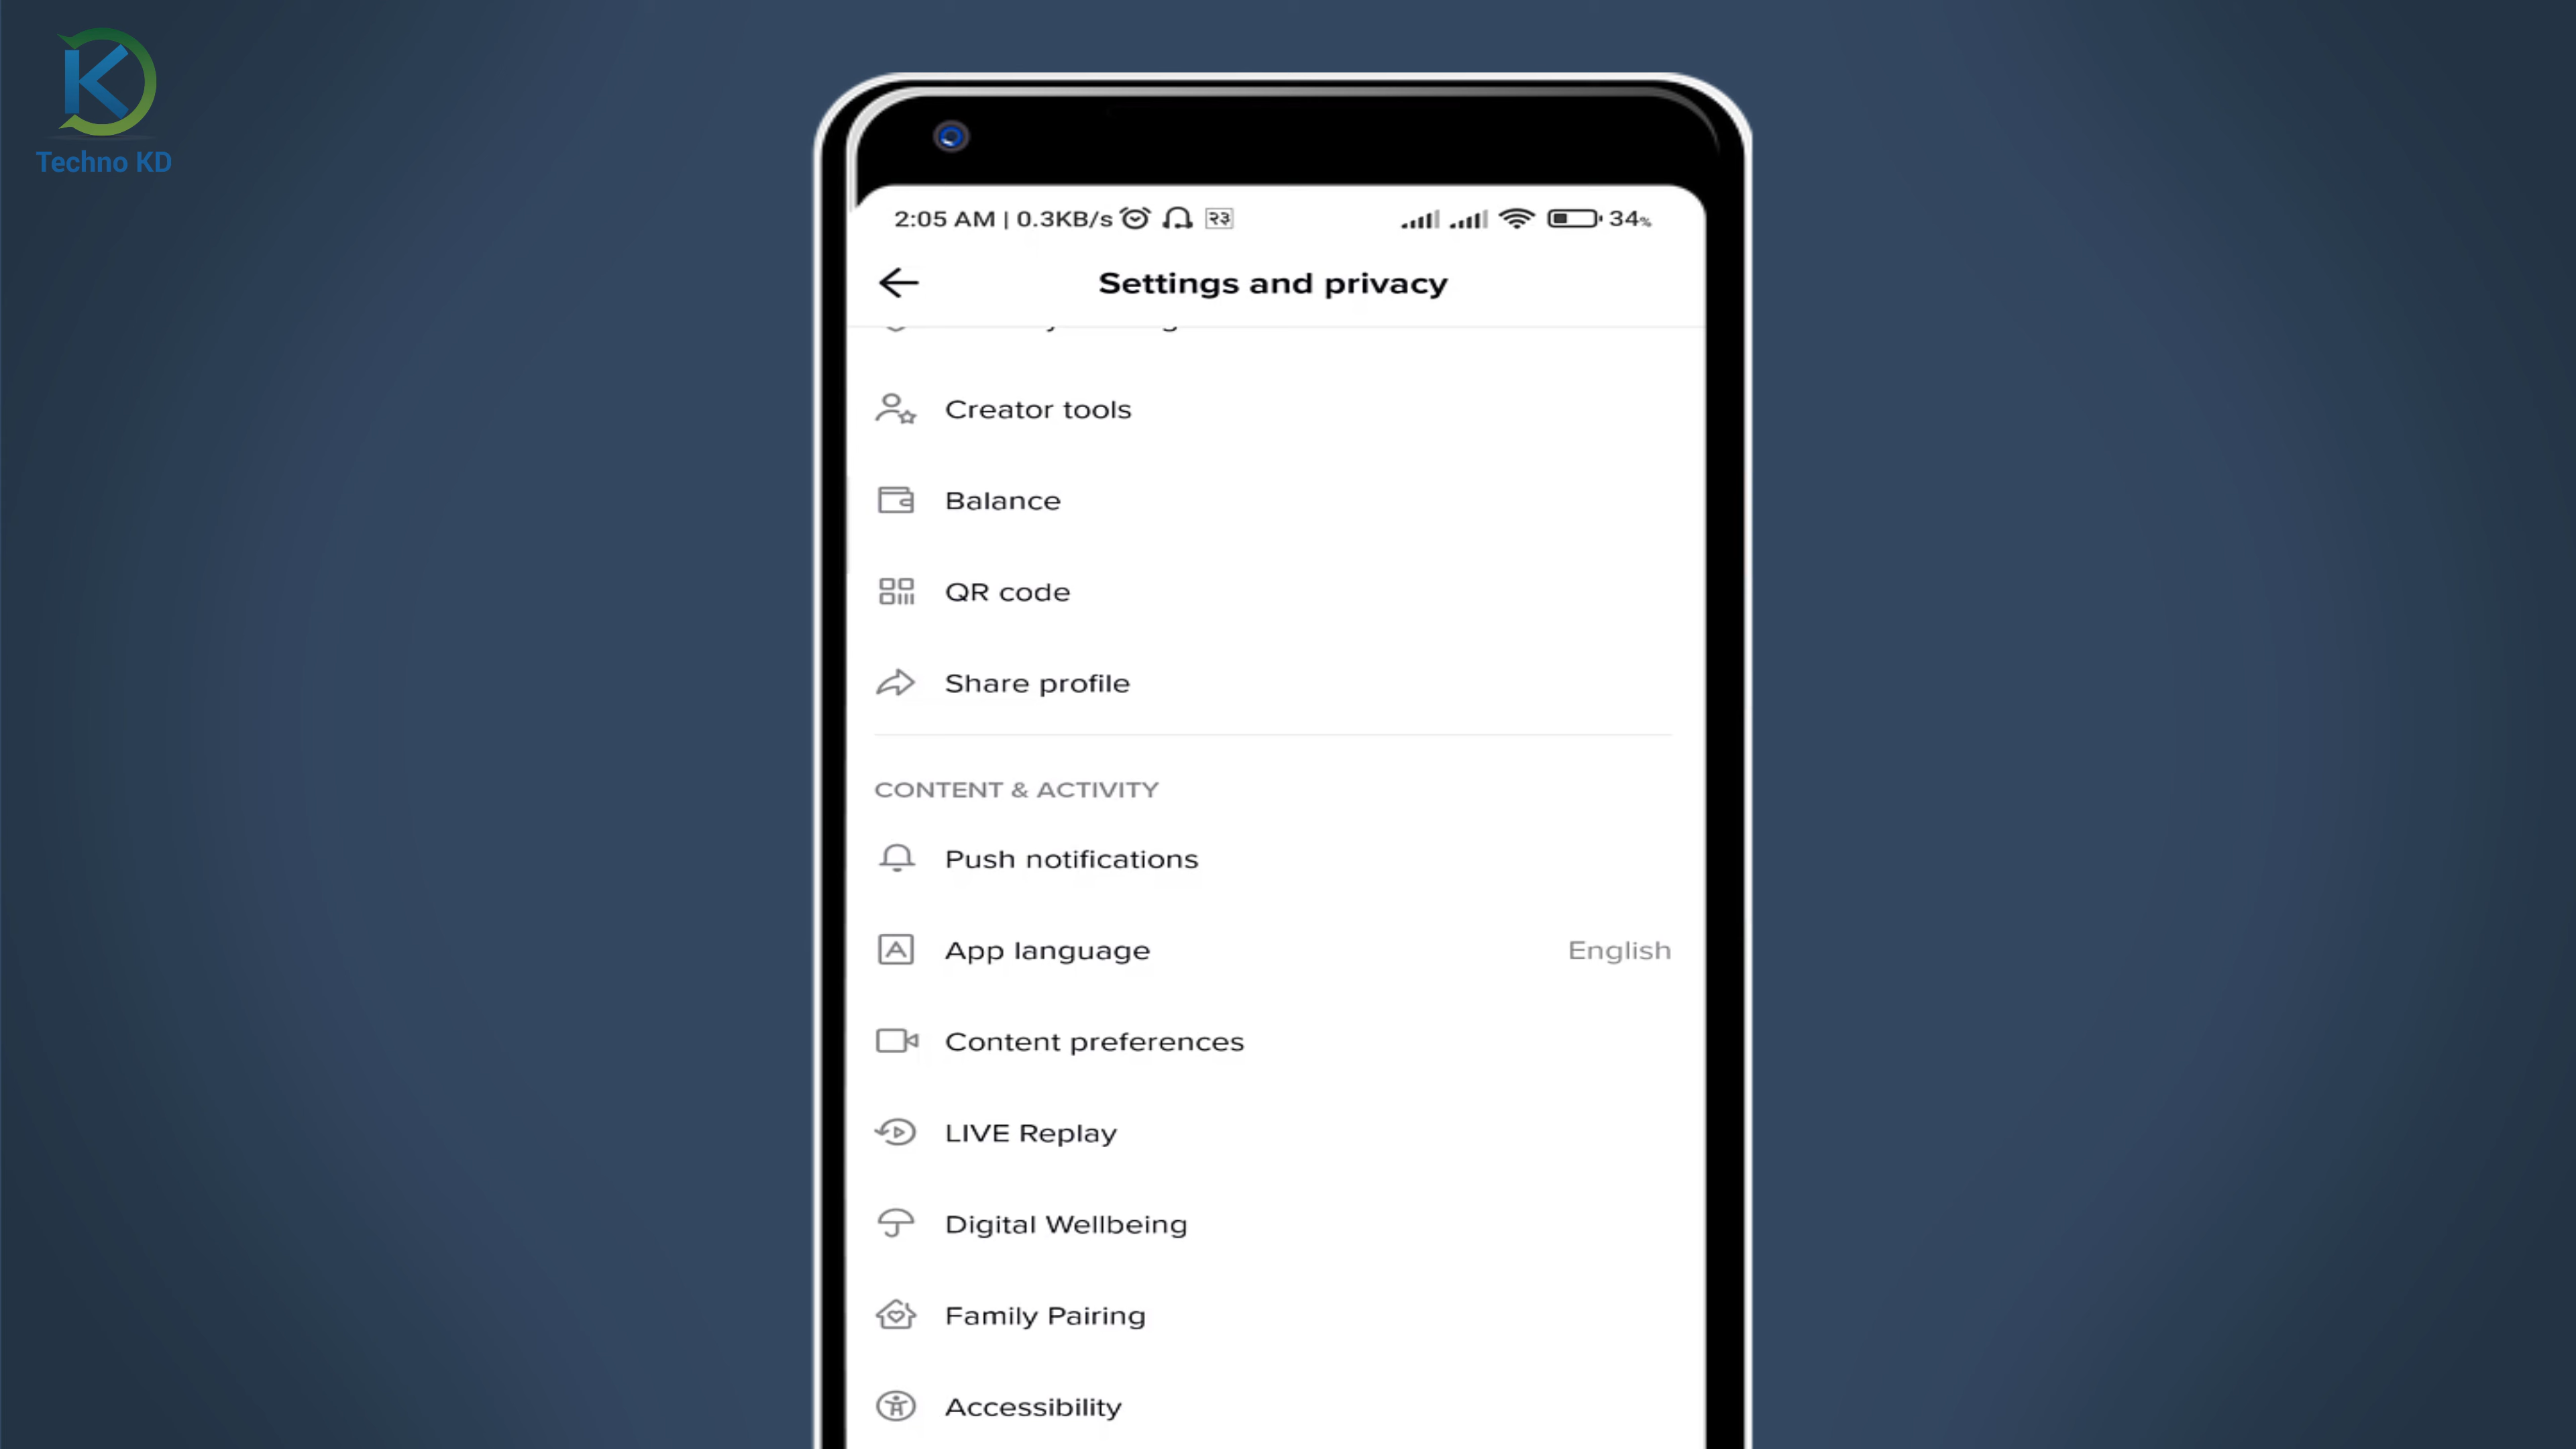 Techno KD
2:05 AM | 0.3KB/s २३ 34%
Settings and privacy
Creator tools
Balance
QR code
Share profile
CONTENT & ACTIVITY
Push notifications
App language English
Content preferences
LIVE Replay
Digital Wellbeing
Family Pairing
Accessibility